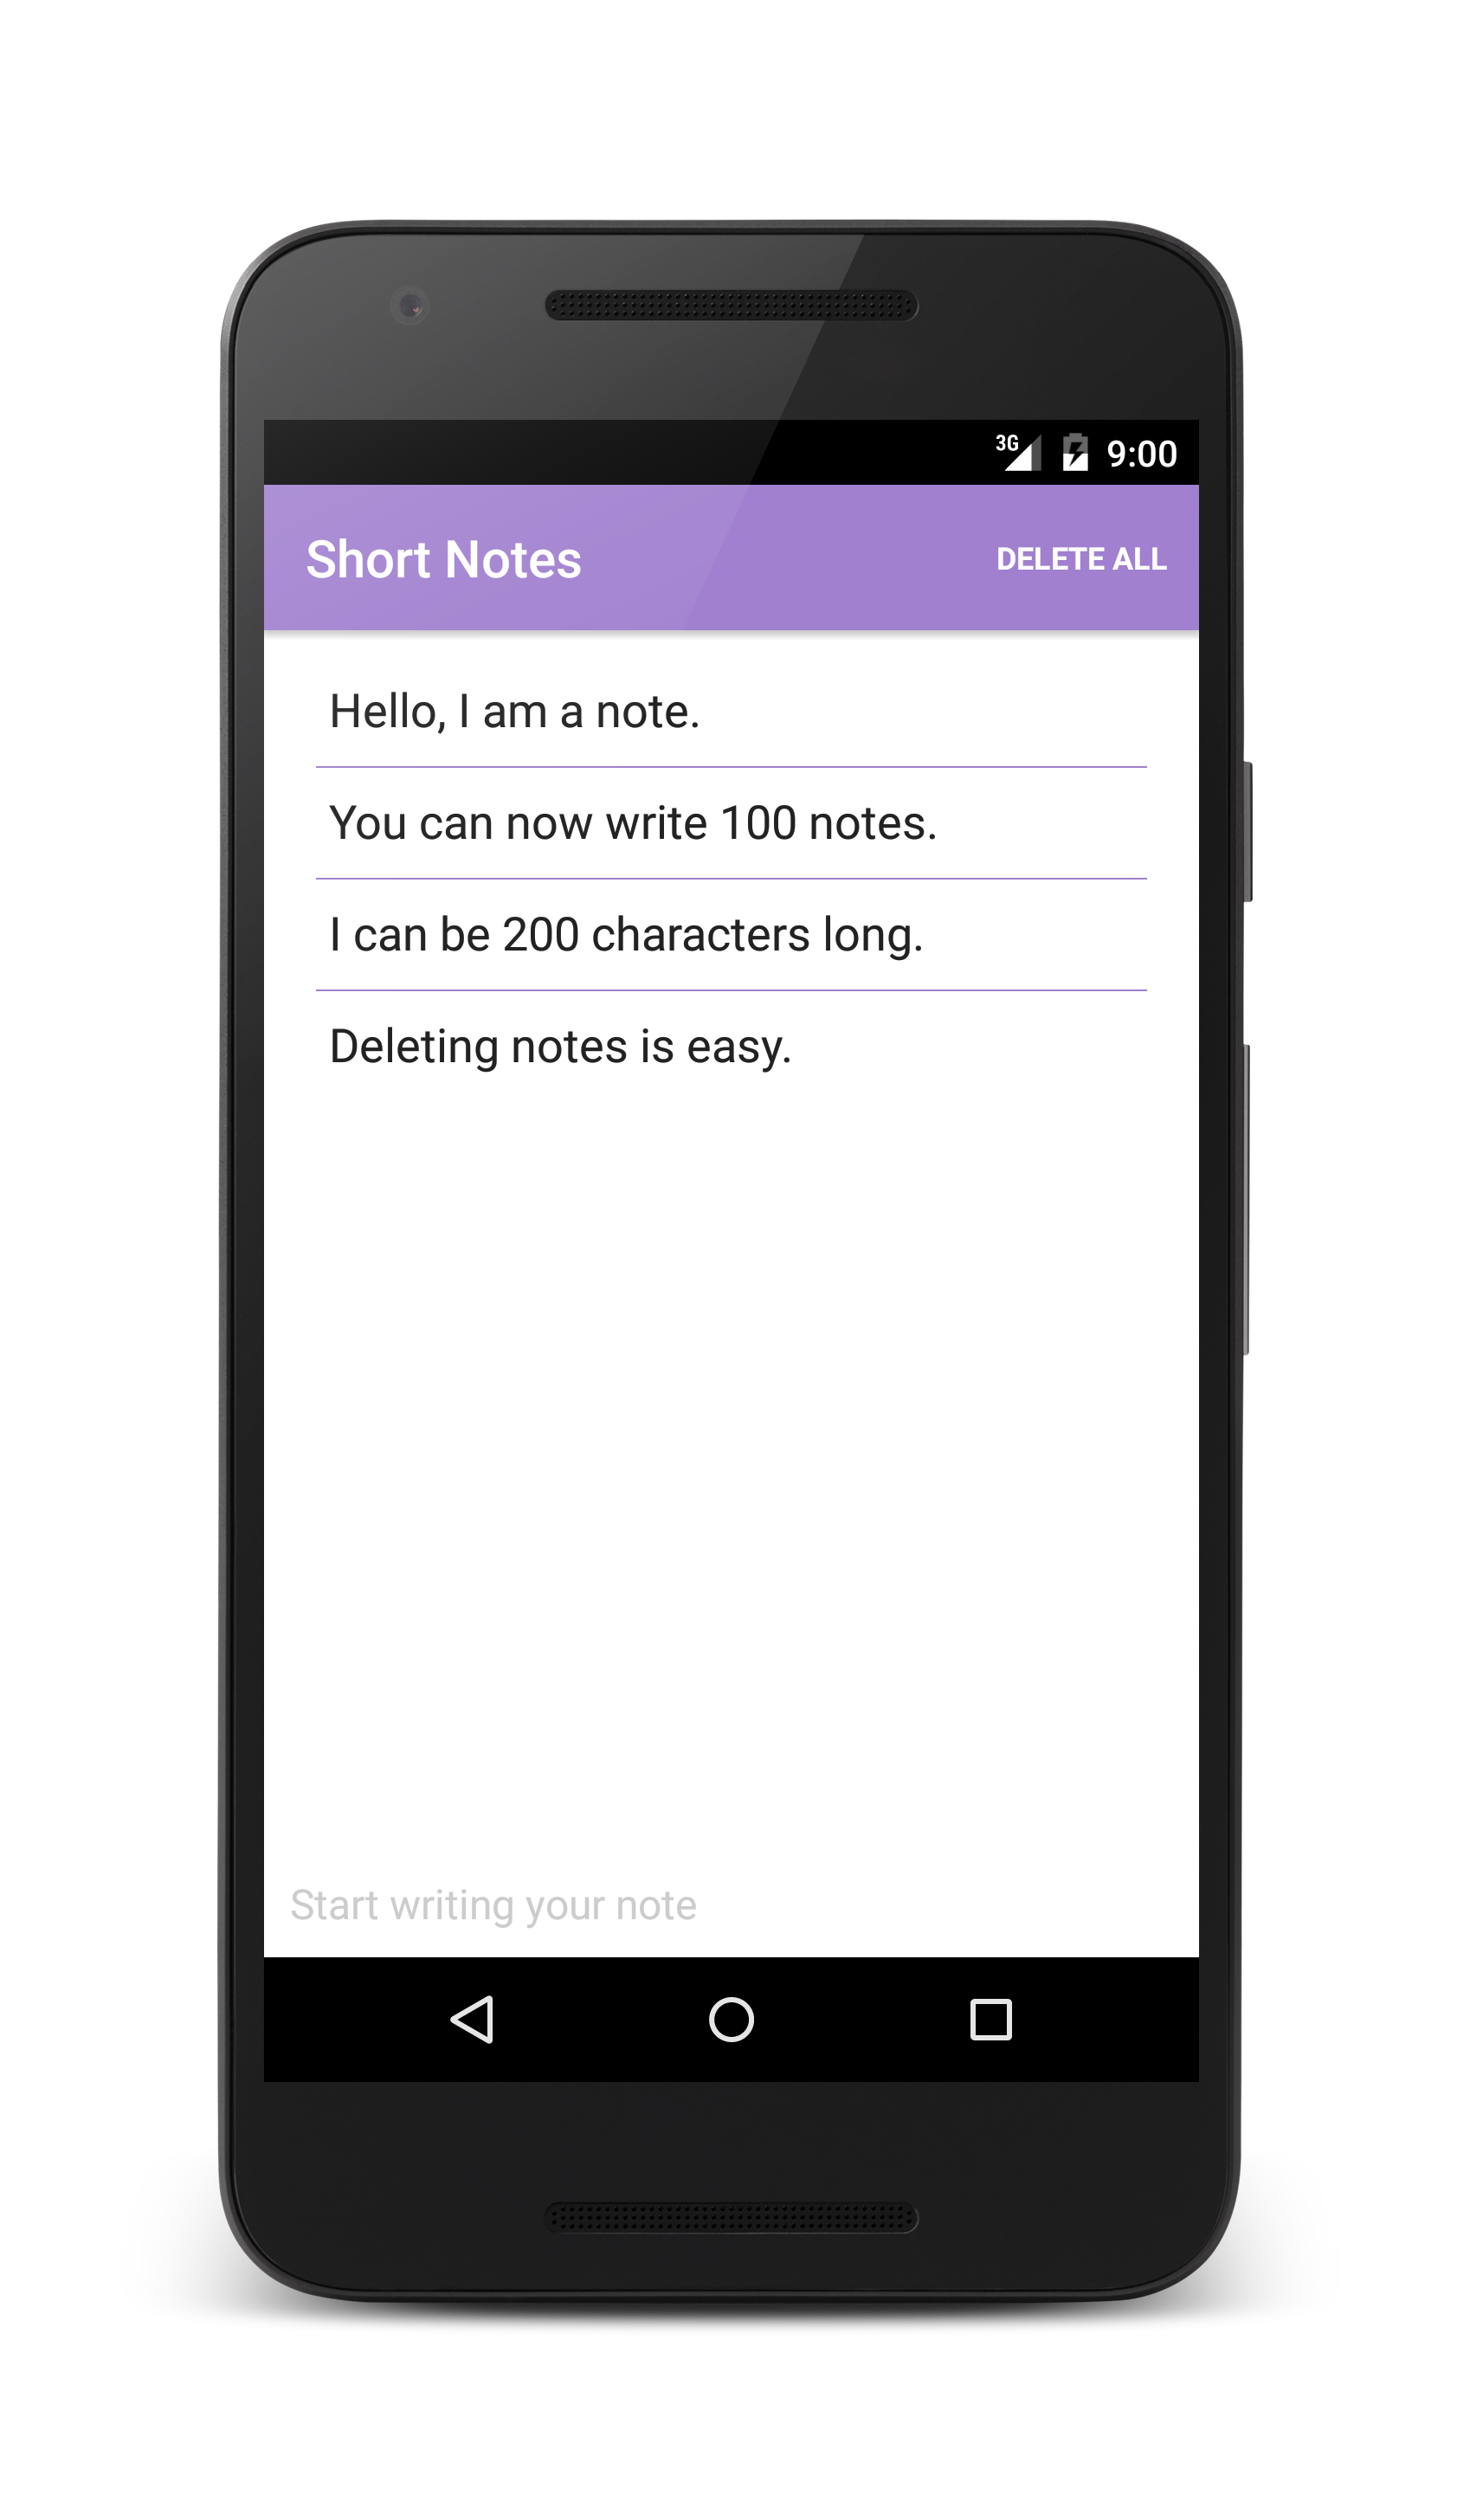 3G 9:00
Short Notes DELETE ALL
Hello, I am a note.
You can now write 100 notes.
I can be 200 characters long.
Deleting notes is easy.
Start writing your note